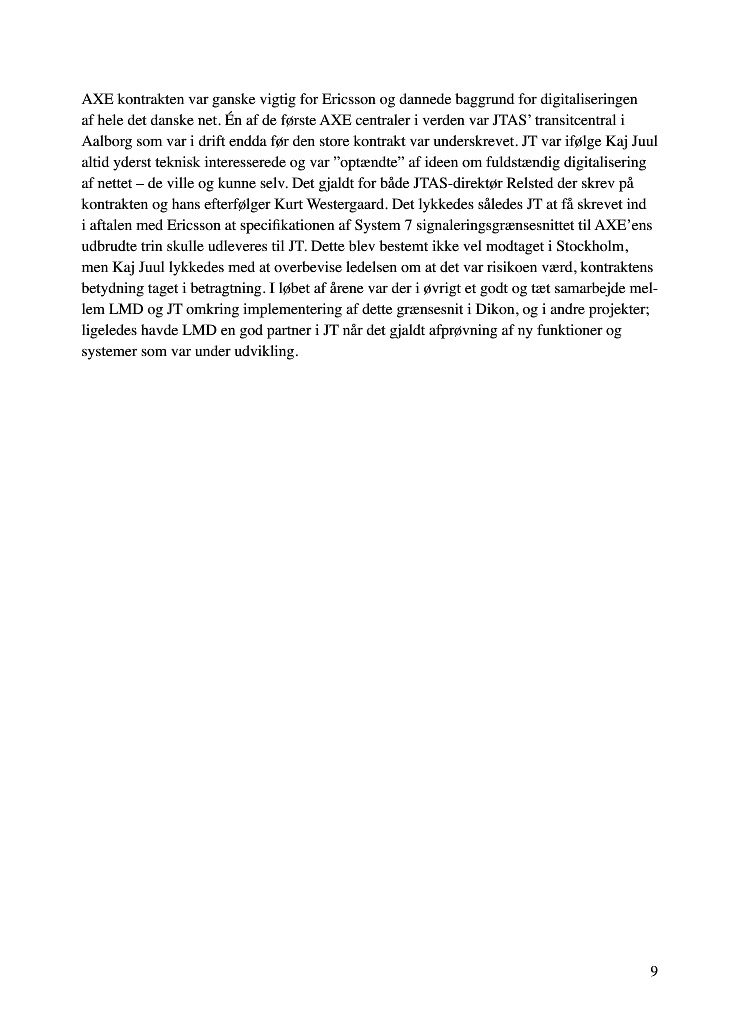 AXE kontrakten var ganske vigtig for Ericsson og dannede baggrund for digitaliseringen
af hele det danske net. Én af de første AXE centraler i verden var JTAS’ transitcentral i
Aalborg som var i drift endda før den store kontrakt var underskrevet. JT var ifølge Kaj Juul
altid yderst teknisk interesserede og var ”optændte” af ideen om fuldstændig digitalisering
af nettet – de ville og kunne selv. Det gjaldt for både JTAS-direktør Relsted der skrev på
kontrakten og hans efterfølger Kurt Westergaard. Det lykkedes således JT at få skrevet ind
i aftalen med Ericsson at specifikationen af System 7 signaleringsgrænsesnittet til AXE’ens
udbrudte trin skulle udleveres til JT. Dette blev bestemt ikke vel modtaget i Stockholm,
men Kaj Juul lykkedes med at overbevise ledelsen om at det var risikoen værd, kontraktens
betydning taget i betragtning. I løbet af årene var der i øvrigt et godt og tæt samarbejde mel-
lem LMD og JT omkring implementering af dette grænsesnit i Dikon, og i andre projekter;
ligeledes havde LMD en god partner i JT når det gjaldt afprøvning af ny funktioner og
systemer som var under udvikling.
9